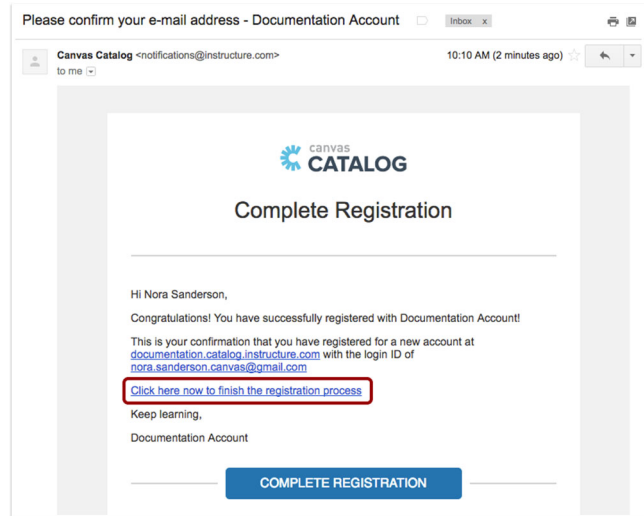 Please confirm your e-mail address - Documentation Account Inbox x
Canvas Catalog <notifications@instructure.com> 10:10 AM (2 minutes ago)
to me
canvas
CATALOG
Complete Registration
Hi Nora Sanderson,
Congratulations! You have successfully registered with Documentation Account!
This is your confirmation that you have registered for a new account at
documentation.catalog.instructure.com with the login ID of
nora.sanderson.canvas@gmail.com
Click here now to finish the registration process
Keep learning,
Documentation Account
COMPLETE REGISTRATION